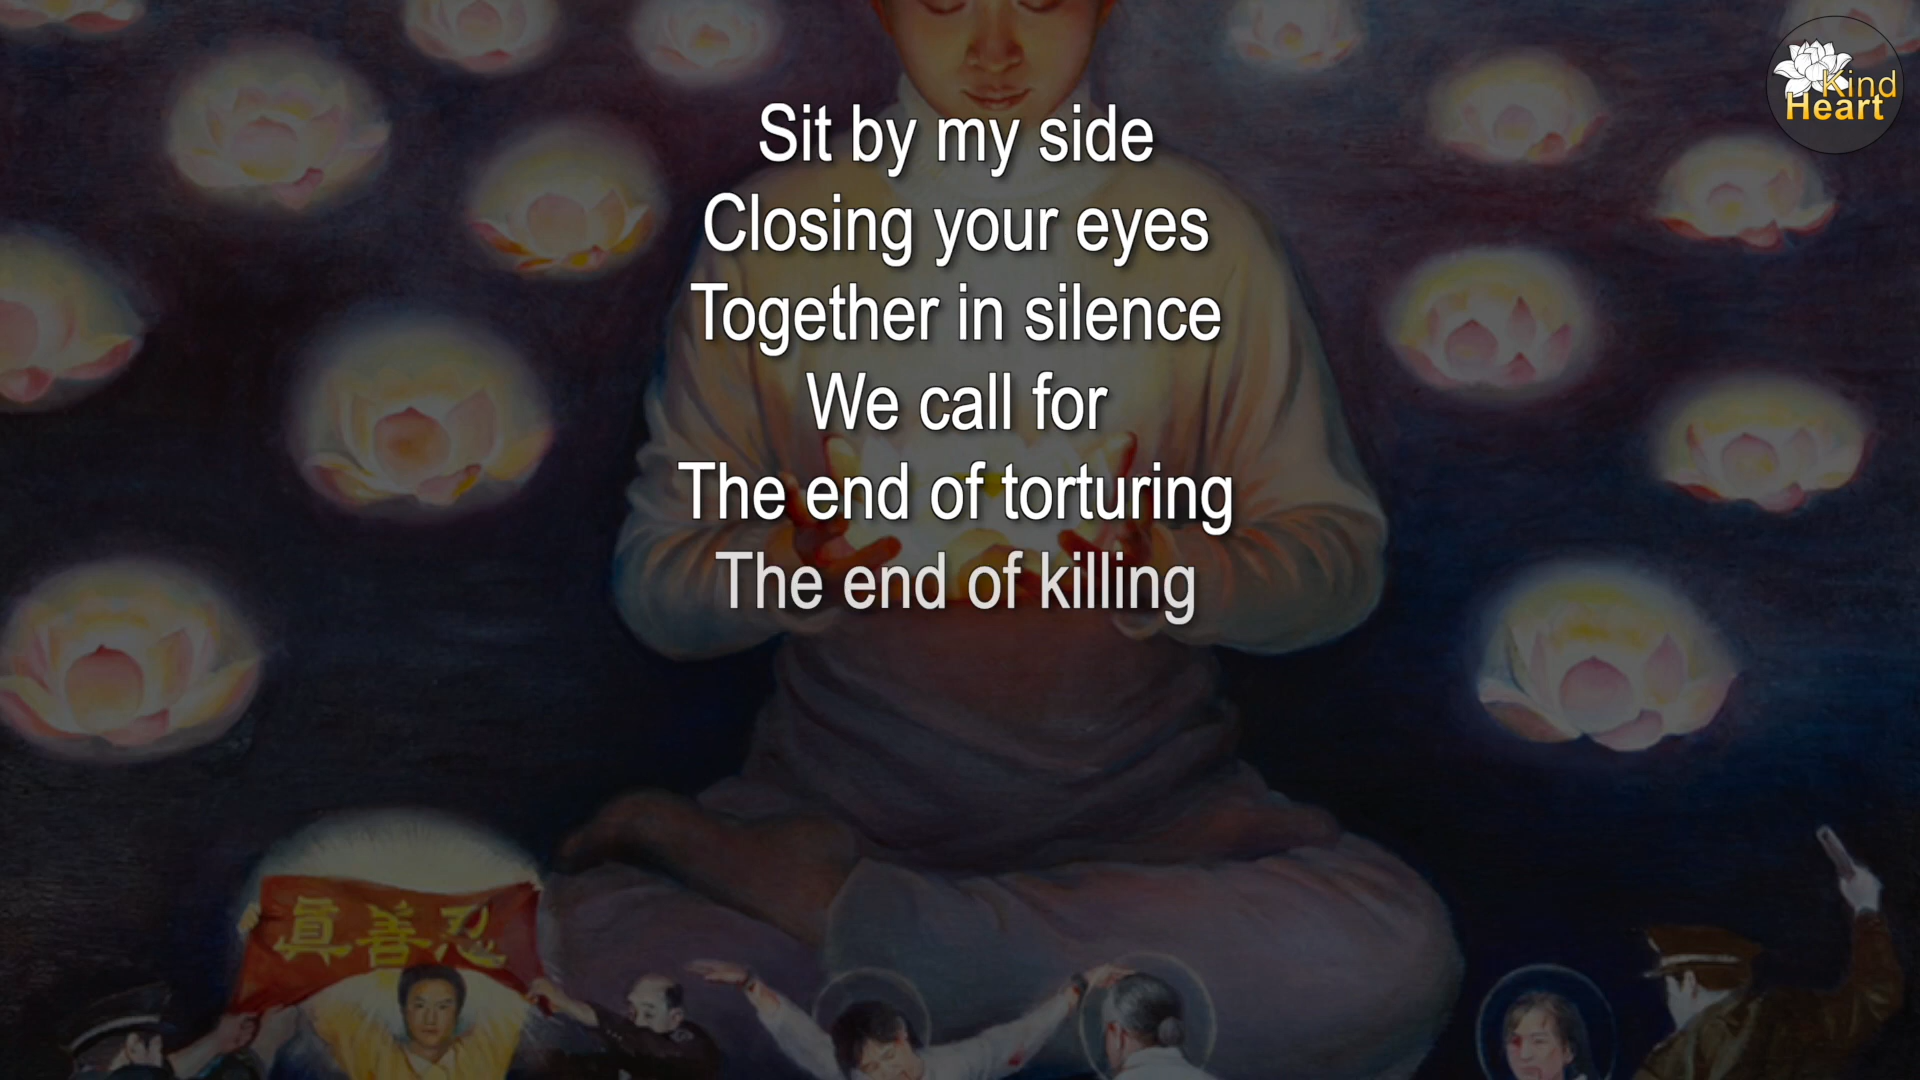 Sit by my side
Closing your eyes
Together in silence
We call for
The end of torturing
The end of killing
Kind
Heart
眞善忍